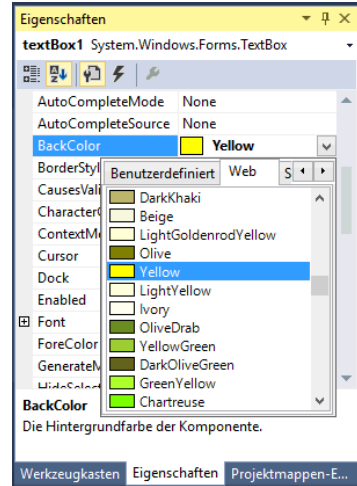 Eigenschaften
textBox1 System.Windows.Forms.TextBox
AutoCompleteMode None
AutoCompleteSource None
BackColor Yellow
BorderStyl
Benutzerdefiniert Web S
CausesVali
DarkKhaki
Character
Beige
ContextM
LightGoldenrodYellow
Cursor
Olive
Dock
Yellow
Enabled
LightYellow
Font
Ivory
ForeColor
OliveDrab
GenerateM
YellowGreen
HideSelec
DarkOliveGreen
GreenYellow
Chartreuse
BackColor
Die Hintergrundfarbe der Komponente.
Werkzeugkasten Eigenschaften Projektmappen-E...